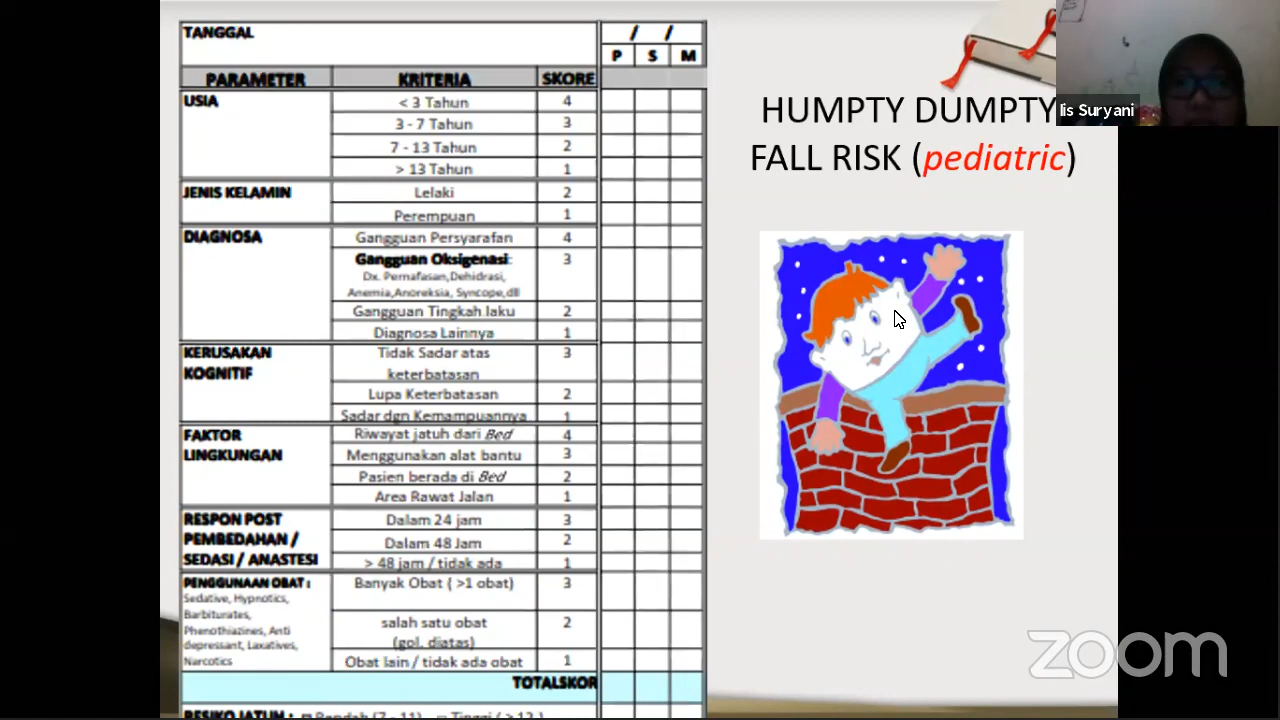 TANGGAL / /
P S M
PARAMETER KRITERIA SKORE
USIA < 3 Tahun 4
3 - 7 Tahun 3
7 - 13 Tahun 2
> 13 Tahun 1
JENIS KELAMIN Lelaki 2
Perempuan 1
DIAGNOSA Gangguan Persyarafan 4
Gangguan Oksigenasi: 3
Dx. Pernafasan,Dehidrasi,
Anemia,Anoreksia, Syncope,dll
Gangguan Tingkah laku 2
Diagnosa Lainnya 1
KERUSAKAN KOGNITIF Tidak Sadar atas keterbatasan 3
Lupa Keterbatasan 2
Sadar dgn Kemampuannya 1
FAKTOR LINGKUNGAN Riwayat jatuh dari Bed 4
Menggunakan alat bantu 3
Pasien berada di Bed 2
Area Rawat Jalan 1
RESPON POST PEMBEDAHAN / SEDASI / ANASTESI Dalam 24 jam 3
Dalam 48 Jam 2
> 48 jam / tidak ada 1
PENGGUNAAN OBAT : Banyak Obat ( >1 obat) 3
Sedative, Hypnotics,
Barbiturates,
Phenothiazines, Anti
depressant, Laxatives,
Narcotics
salah satu obat 2
(gol. diatas)
Obat lain / tidak ada obat 1
TOTALSKOR
RESIKO JATUH : Rendah (7 - 11) Tinggi ( > 12 )
HUMPTY DUMPTY
FALL RISK (pediatric)
Iis Suryani
zoom